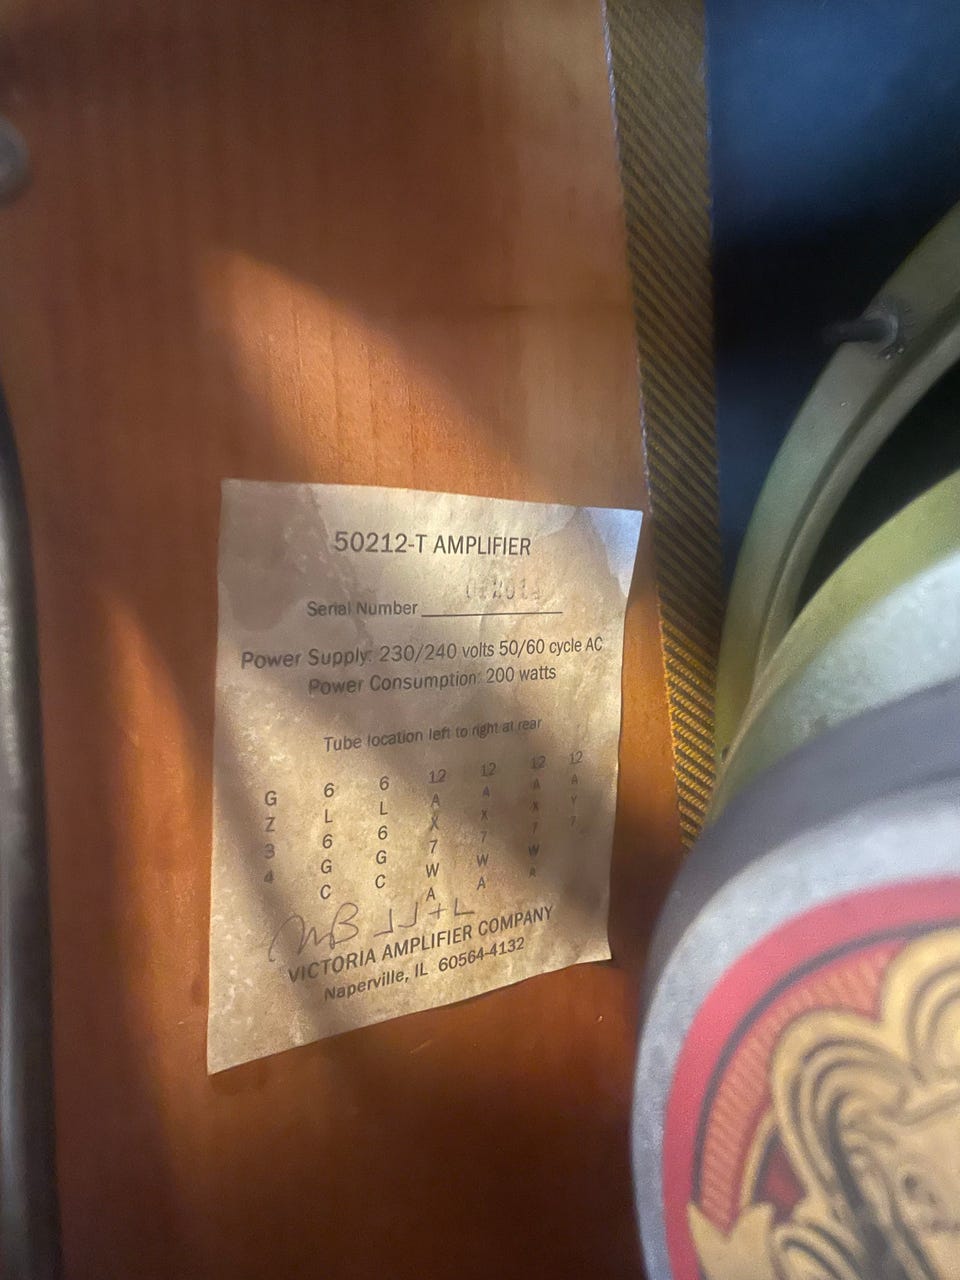 50212-T AMPLIFIER
Serial Number
Power Supply: 230/240 volts 50/60 cycle AC
Power Consumption: 200 watts
Tube location left to right at rear
G 6 6 12 12 12 12
Z L L A A A A
3 6 6 X X X Y
4 G G 7 7 7 7
C C W W W
A A A
VICTORIA AMPLIFIER COMPANY
Naperville, IL 60564-4132